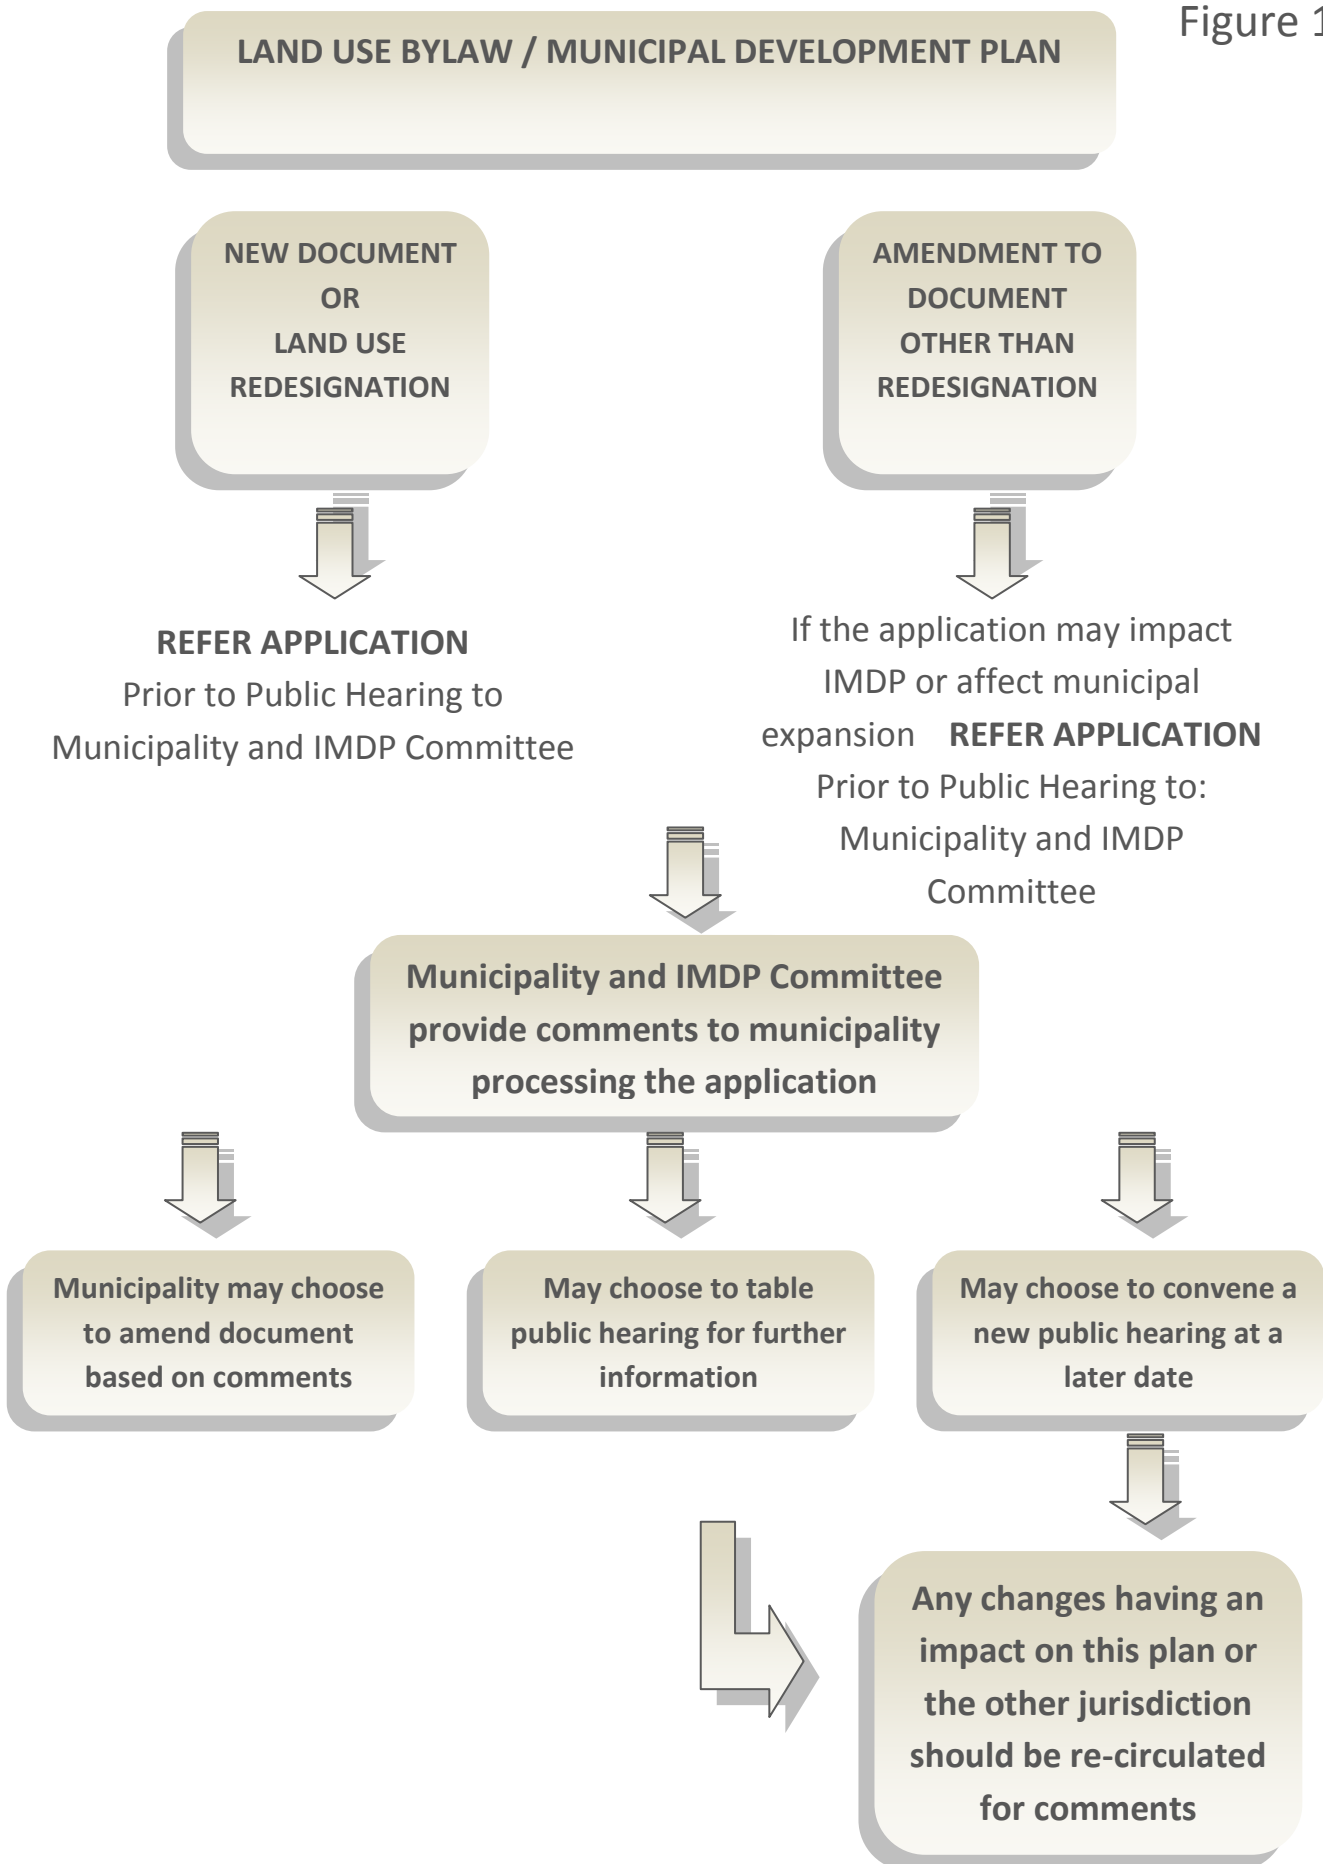 Figure 1
LAND USE BYLAW / MUNICIPAL DEVELOPMENT PLAN
NEW DOCUMENT
OR
LAND USE
REDESIGNATION
AMENDMENT TO
DOCUMENT
OTHER THAN
REDESIGNATION
REFER APPLICATION
Prior to Public Hearing to
Municipality and IMDP Committee
If the application may impact
IMDP or affect municipal
expansion REFER APPLICATION
Prior to Public Hearing to:
Municipality and IMDP
Committee
Municipality and IMDP Committee
provide comments to municipality
processing the application
Municipality may choose
to amend document
based on comments
May choose to table
public hearing for further
information
May choose to convene a
new public hearing at a
later date
Any changes having an
impact on this plan or
the other jurisdiction
should be re-circulated
for comments